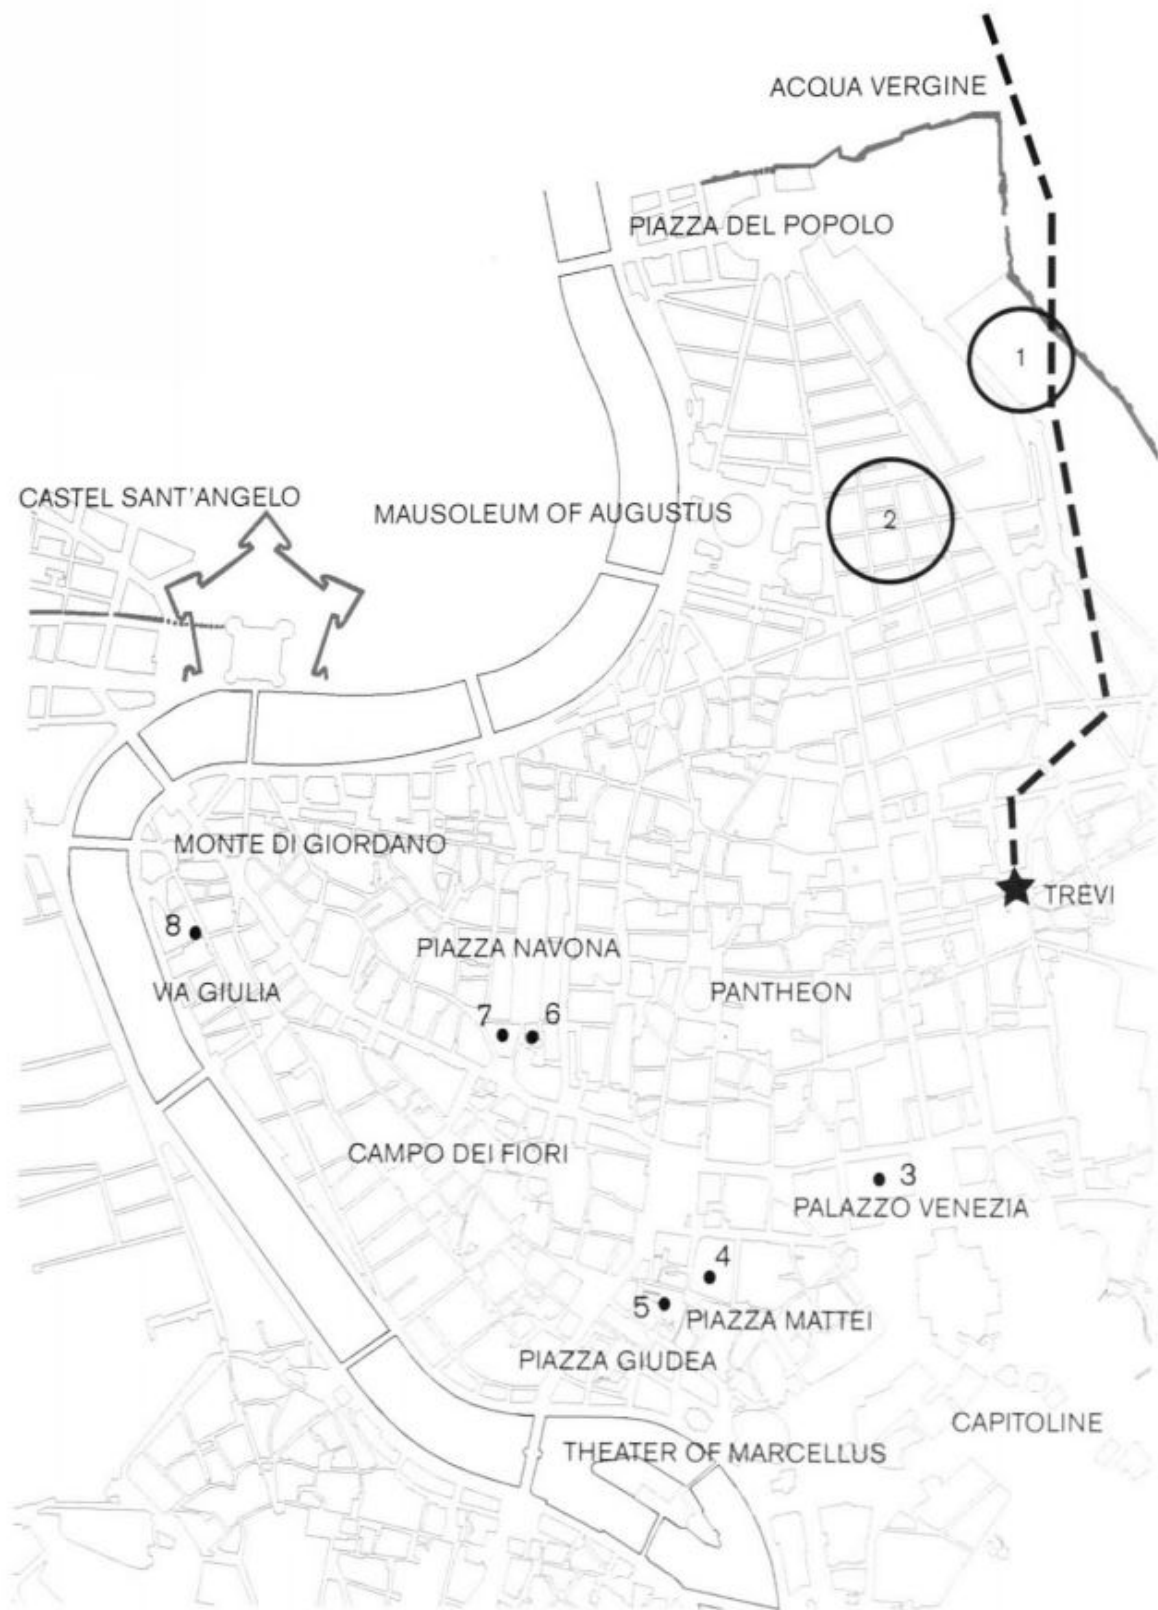 ACQUA VERGINE
PIAZZA DEL POPOLO
1
CASTEL SANT'ANGELO
MAUSOLEUM OF AUGUSTUS
2
MONTE DI GIORDANO
TREVI
8
PIAZZA NAVONA
VIA GIULIA
PANTHEON
7
6
CAMPO DEI FIORI
3
PALAZZO VENEZIA
4
5
PIAZZA MATTEI
PIAZZA GIUDEA
CAPITOLINE
THEATER OF MARCELLUS